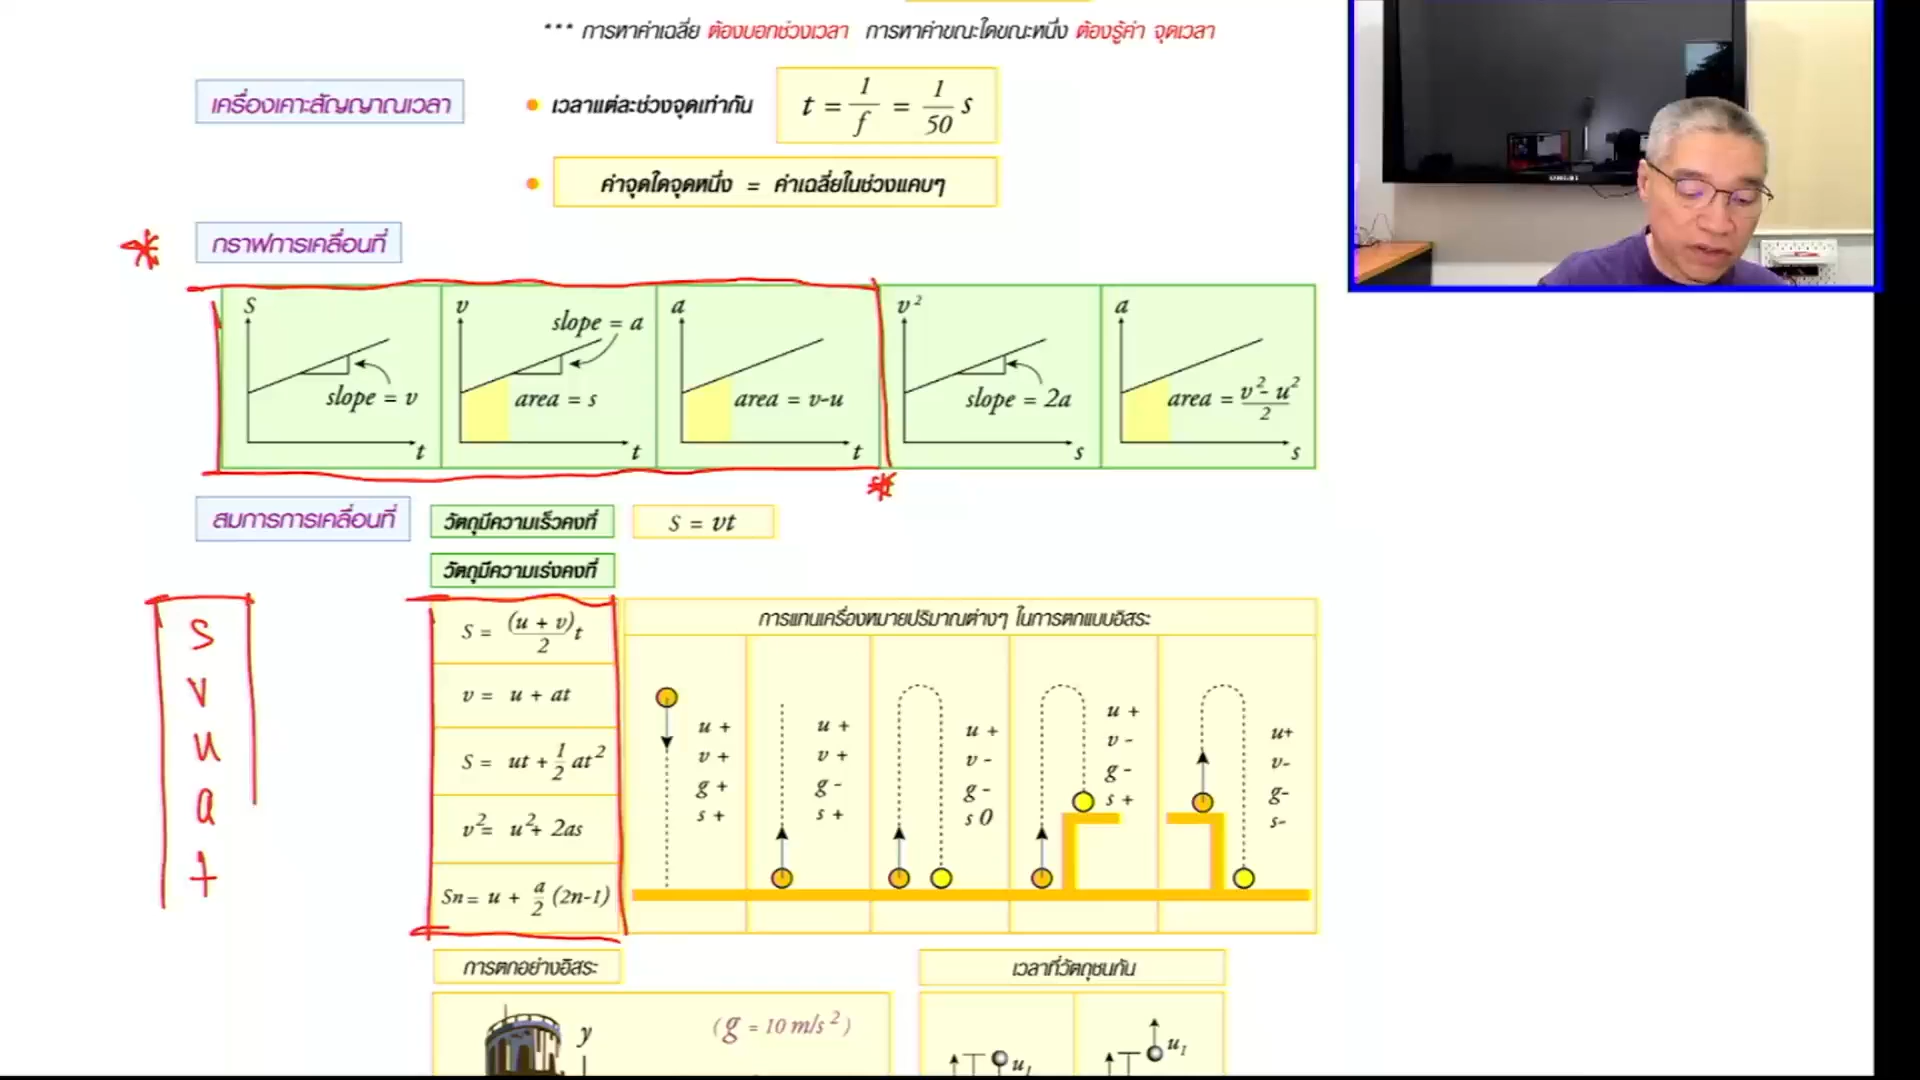 *** การหาค่าเฉลี่ย ต้องบอกช่วงเวลา การหาค่าขณะใดขณะหนึ่ง ต้องรู้ค่า จุดเวลา
เครื่องเคาะสัญญาณเวลา
• เวลาแต่ละช่วงจุดเท่ากัน t = 1/f = 1/50 s
• ค่าจุดใดจุดหนึ่ง = ค่าเฉลี่ยในช่วงแคบๆ
SAMSUNG
* กราฟการเคลื่อนที่
S
slope = v
t
v
slope = a
area = s
t
a
area = v-u
t
v²
slope = 2a
s
a
area = v²- u²/2
s
*
สมการการเคลื่อนที่
วัตถุมีความเร็วคงที่ S = vt
วัตถุมีความเร่งคงที่
s
v
u
a
t
S = (u + v)/2 t
v = u + at
S = ut + 1/2 at²
v²= u²+ 2as
Sn = u + a/2 (2n-1)
การแทนเครื่องหมายปริมาณต่างๆ ในการตกแบบอิสระ
u +
v +
g +
s +
u +
v +
g -
s +
u +
v -
g -
s 0
u +
v -
g -
s +
u+
v-
g-
s-
การตกอย่างอิสระ
y
(g = 10 m/s²)
เวลาที่วัตถุชนกัน
u₁
u₁